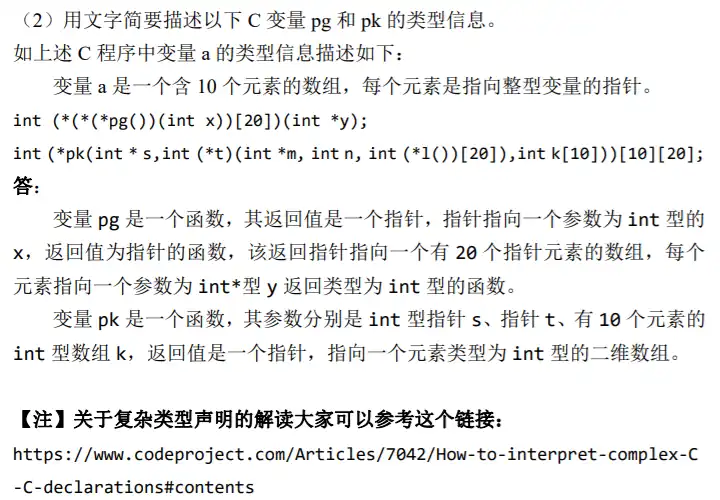 （2）用文字简要描述以下 C 变量 pg 和 pk 的类型信息。
如上述 C 程序中变量 a 的类型信息描述如下：
变量 a 是一个含 10 个元素的数组，每个元素是指向整型变量的指针。
int (*(*(*pg())(int x))[20])(int *y);
int (*pk(int * s,int (*t)(int *m, int n, int (*l())[20]),int k[10]))[10][20];
答：
变量 pg 是一个函数，其返回值是一个指针，指针指向一个参数为 int 型的
x，返回值为指针的函数，该返回指针指向一个有 20 个指针元素的数组，每个
元素指向一个参数为 int*型 y 返回类型为 int 型的函数。
变量 pk 是一个函数，其参数分别是 int 型指针 s、指针 t、有 10 个元素的
int 型数组 k，返回值是一个指针，指向一个元素类型为 int 型的二维数组。
【注】关于复杂类型声明的解读大家可以参考这个链接：
https://www.codeproject.com/Articles/7042/How-to-interpret-complex-C
-C-declarations#contents